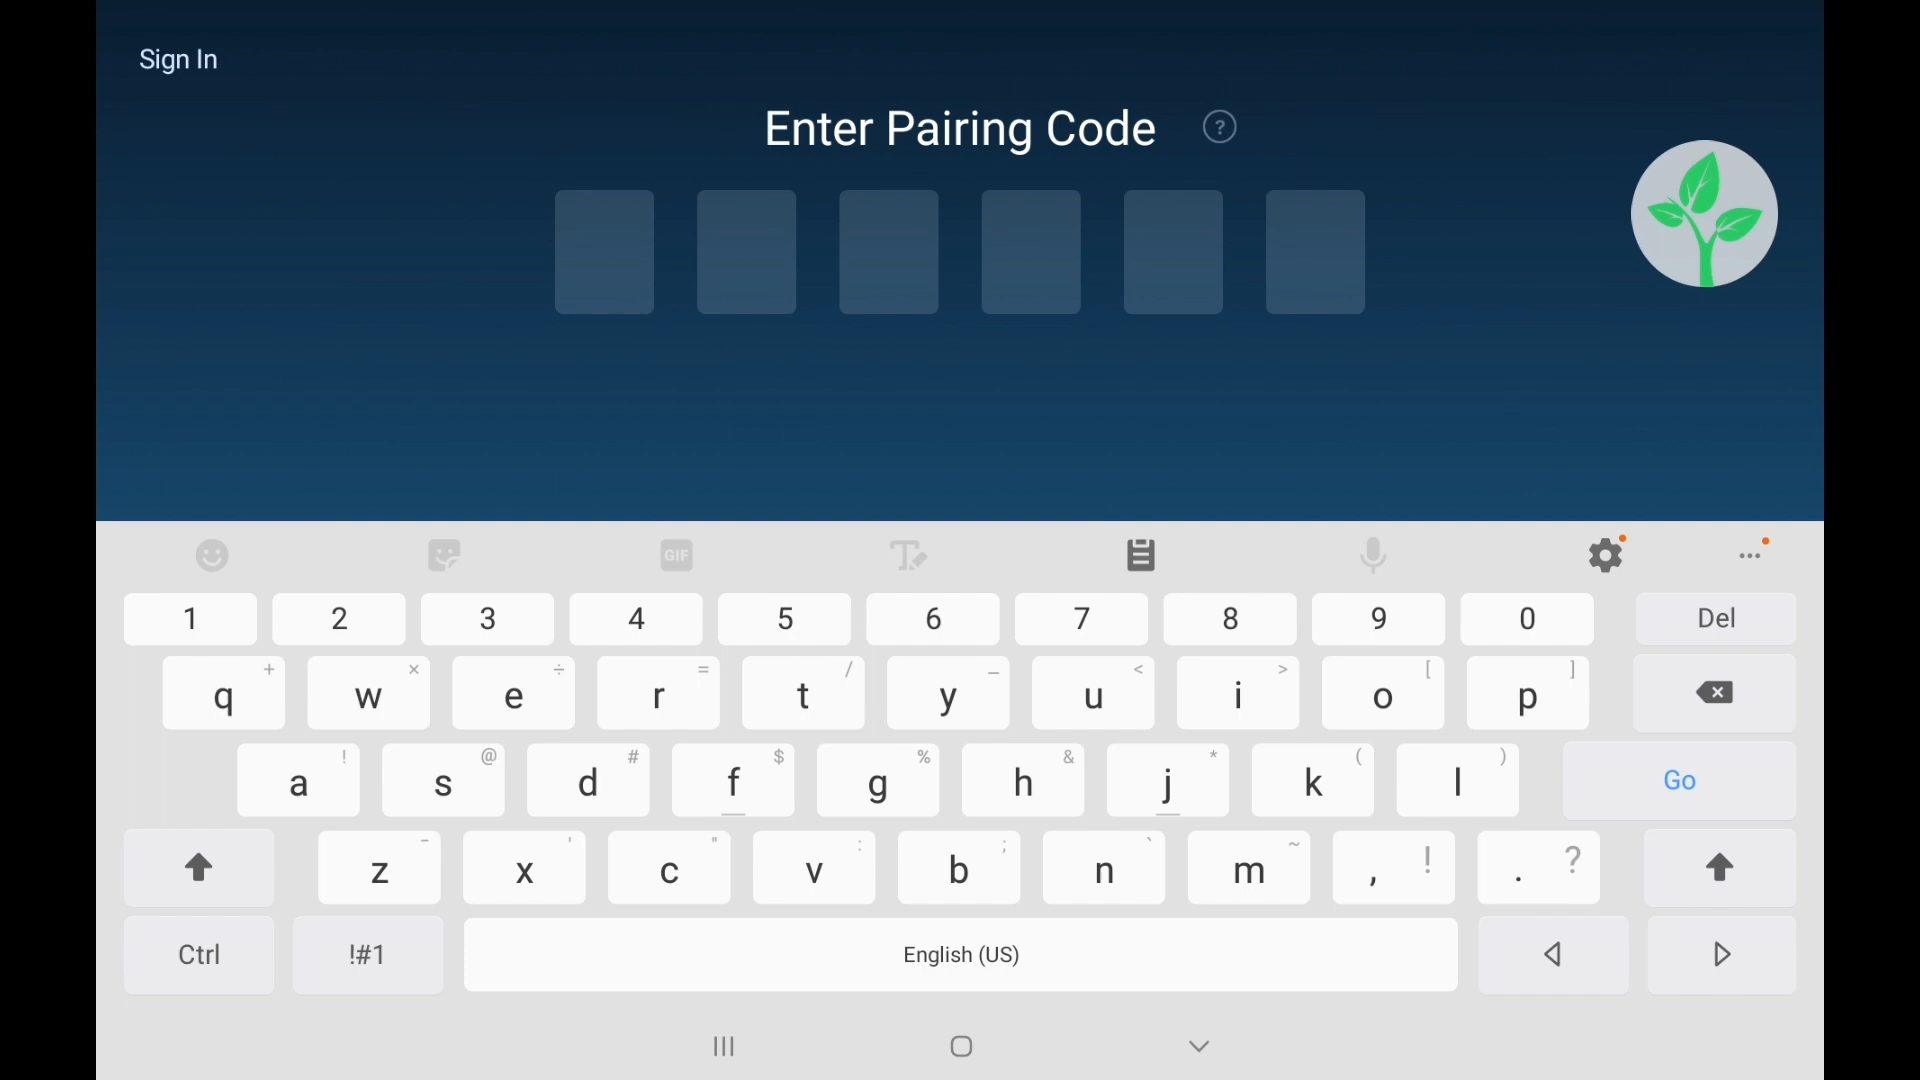 Sign In
Enter Pairing Code ?
GIF T
1 2 3 4 5 6 7 8 9 0 Del
+ × ÷ = / _ < > [ ]
q w e r t y u i o p
! @ # $ % & * ( )
a s d f g h j k l Go
- ' " : ; ` ~ ! ?
z x c v b n m , .
Ctrl !#1 English (US)